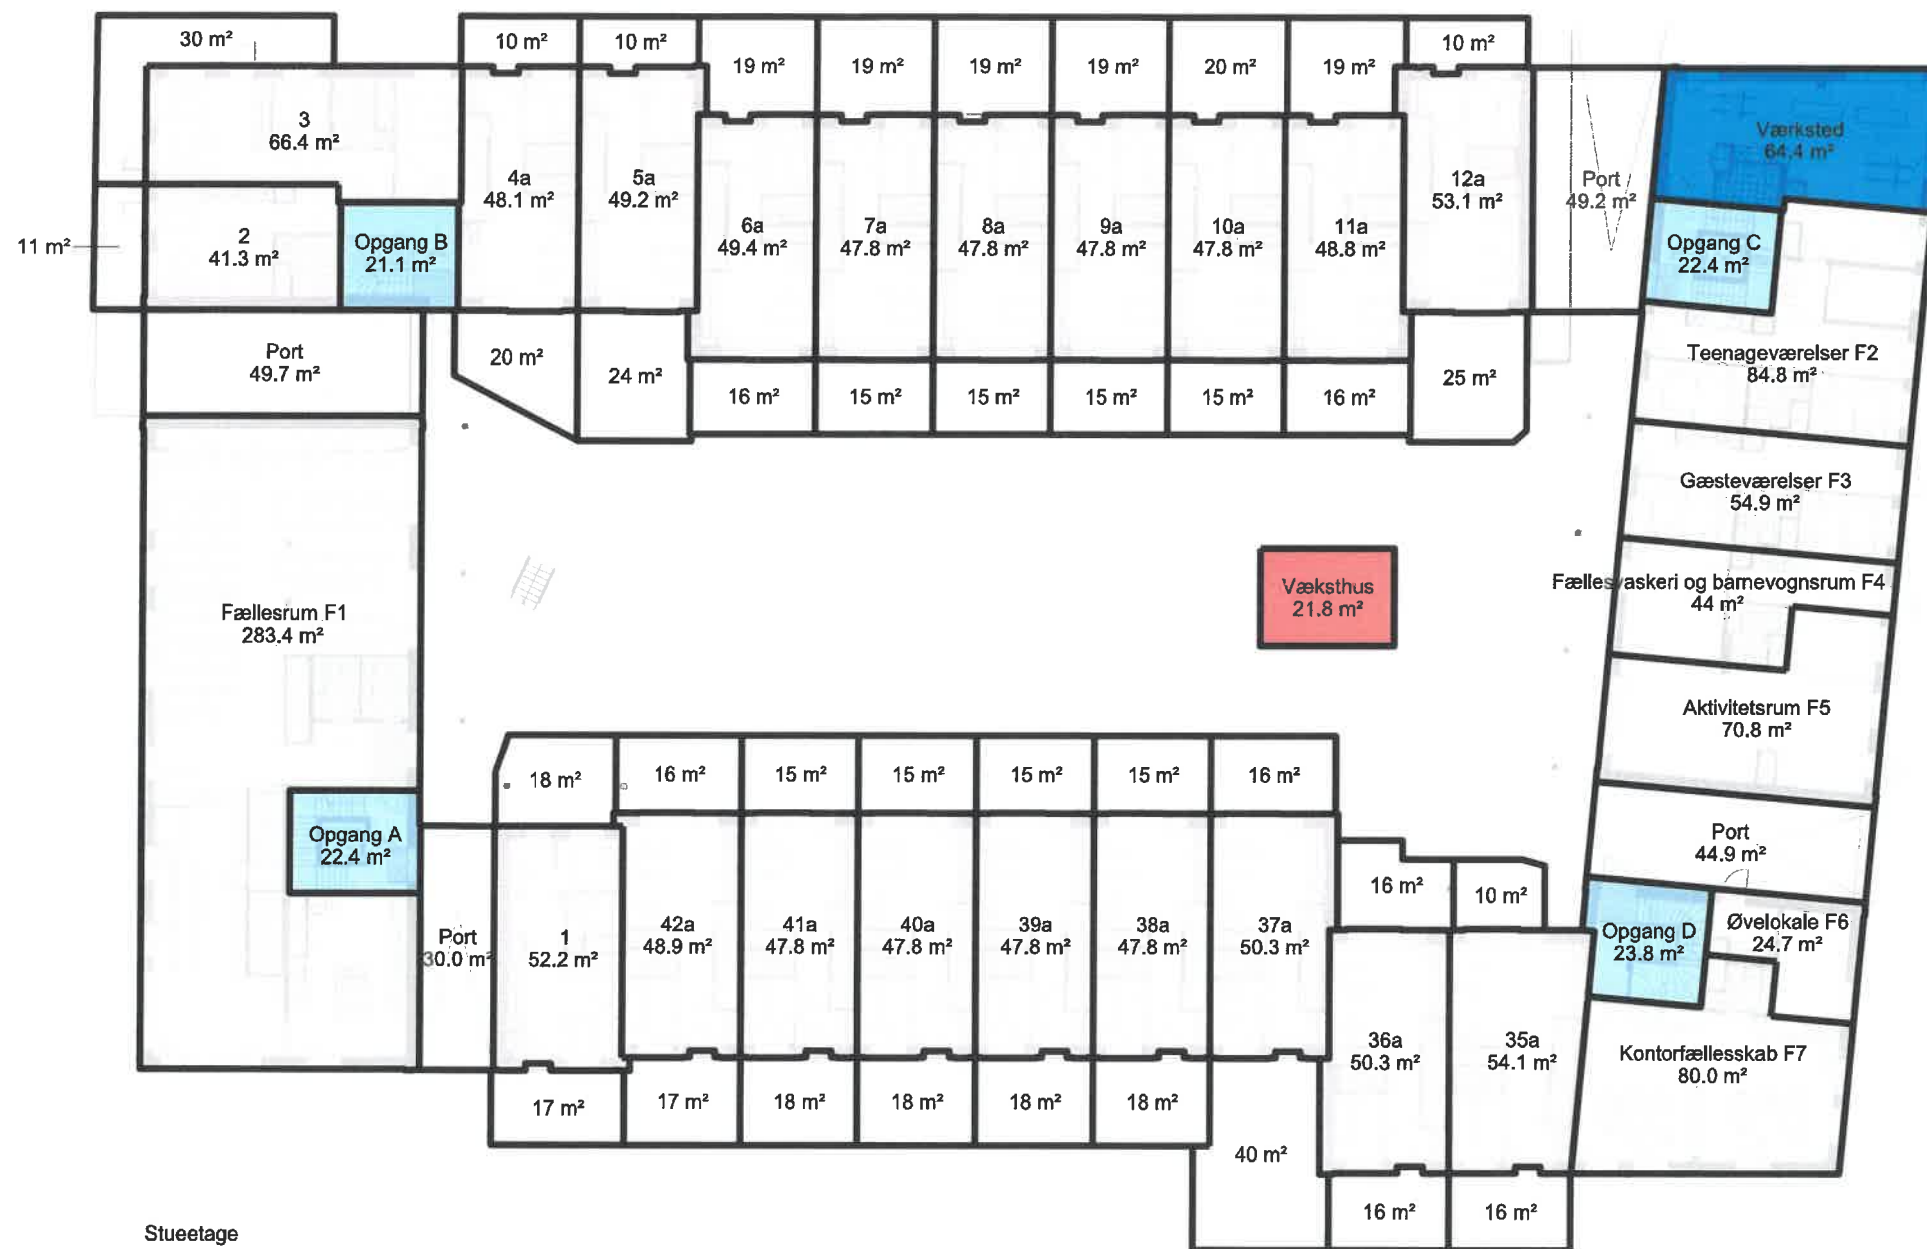 30 m²
10 m²
10 m²
19 m²
19 m²
19 m²
19 m²
20 m²
19 m²
10 m²
3
66.4 m²
4a
48.1 m²
5a
49.2 m²
6a
49.4 m²
7a
47.8 m²
8a
47.8 m²
9a
47.8 m²
10a
47.8 m²
11a
48.8 m²
12a
53.1 m²
Port
49.2 m²
Værksted
64.4 m²
11 m²
2
41.3 m²
Opgang B
21.1 m²
Opgang C
22.4 m²
Port
49.7 m²
20 m²
24 m²
16 m²
15 m²
15 m²
15 m²
15 m²
16 m²
25 m²
Teenageværelser F2
84.8 m²
Gæsteværelser F3
54.9 m²
Væksthus
21.8 m²
Fællesvaskeri og barnevognsrum F4
44 m²
Fællesrum F1
283.4 m²
Aktivitetsrum F5
70.8 m²
18 m²
16 m²
15 m²
15 m²
15 m²
15 m²
16 m²
Opgang A
22.4 m²
Port
44.9 m²
16 m²
10 m²
Port
30.0 m²
1
52.2 m²
42a
48.9 m²
41a
47.8 m²
40a
47.8 m²
39a
47.8 m²
38a
47.8 m²
37a
50.3 m²
Opgang D
23.8 m²
Øvelokale F6
24.7 m²
36a
50.3 m²
35a
54.1 m²
Kontorfællesskab F7
80.0 m²
17 m²
17 m²
18 m²
18 m²
18 m²
18 m²
40 m²
16 m²
16 m²
Stueetage